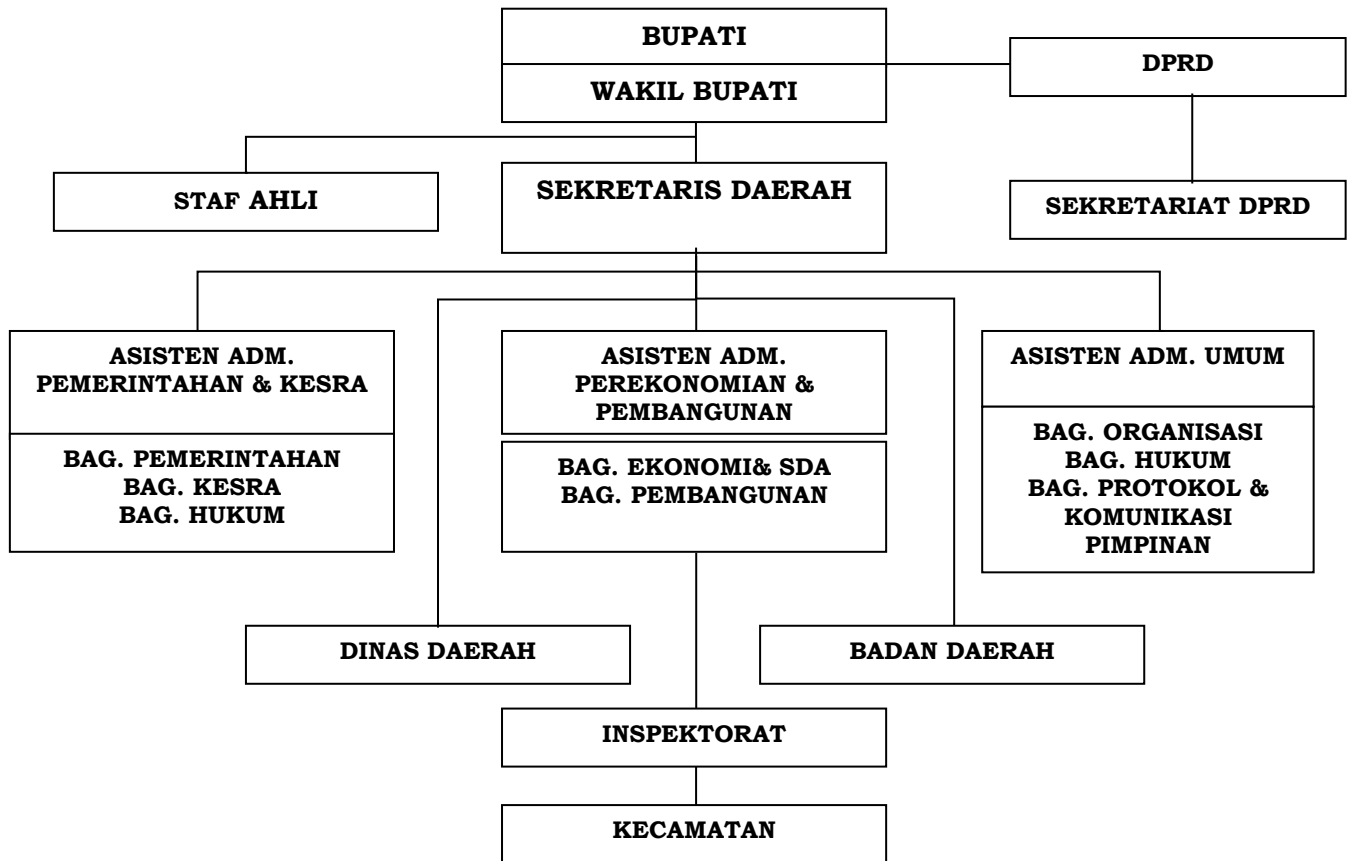 BUPATI
WAKIL BUPATI
DPRD
STAF AHLI
SEKRETARIS DAERAH
SEKRETARIAT DPRD
ASISTEN ADM.
PEMERINTAHAN & KESRA
BAG. PEMERINTAHAN
BAG. KESRA
BAG. HUKUM
ASISTEN ADM.
PEREKONOMIAN &
PEMBANGUNAN
BAG. EKONOMI& SDA
BAG. PEMBANGUNAN
ASISTEN ADM. UMUM
BAG. ORGANISASI
BAG. HUKUM
BAG. PROTOKOL &
KOMUNIKASI
PIMPINAN
DINAS DAERAH
BADAN DAERAH
INSPEKTORAT
KECAMATAN